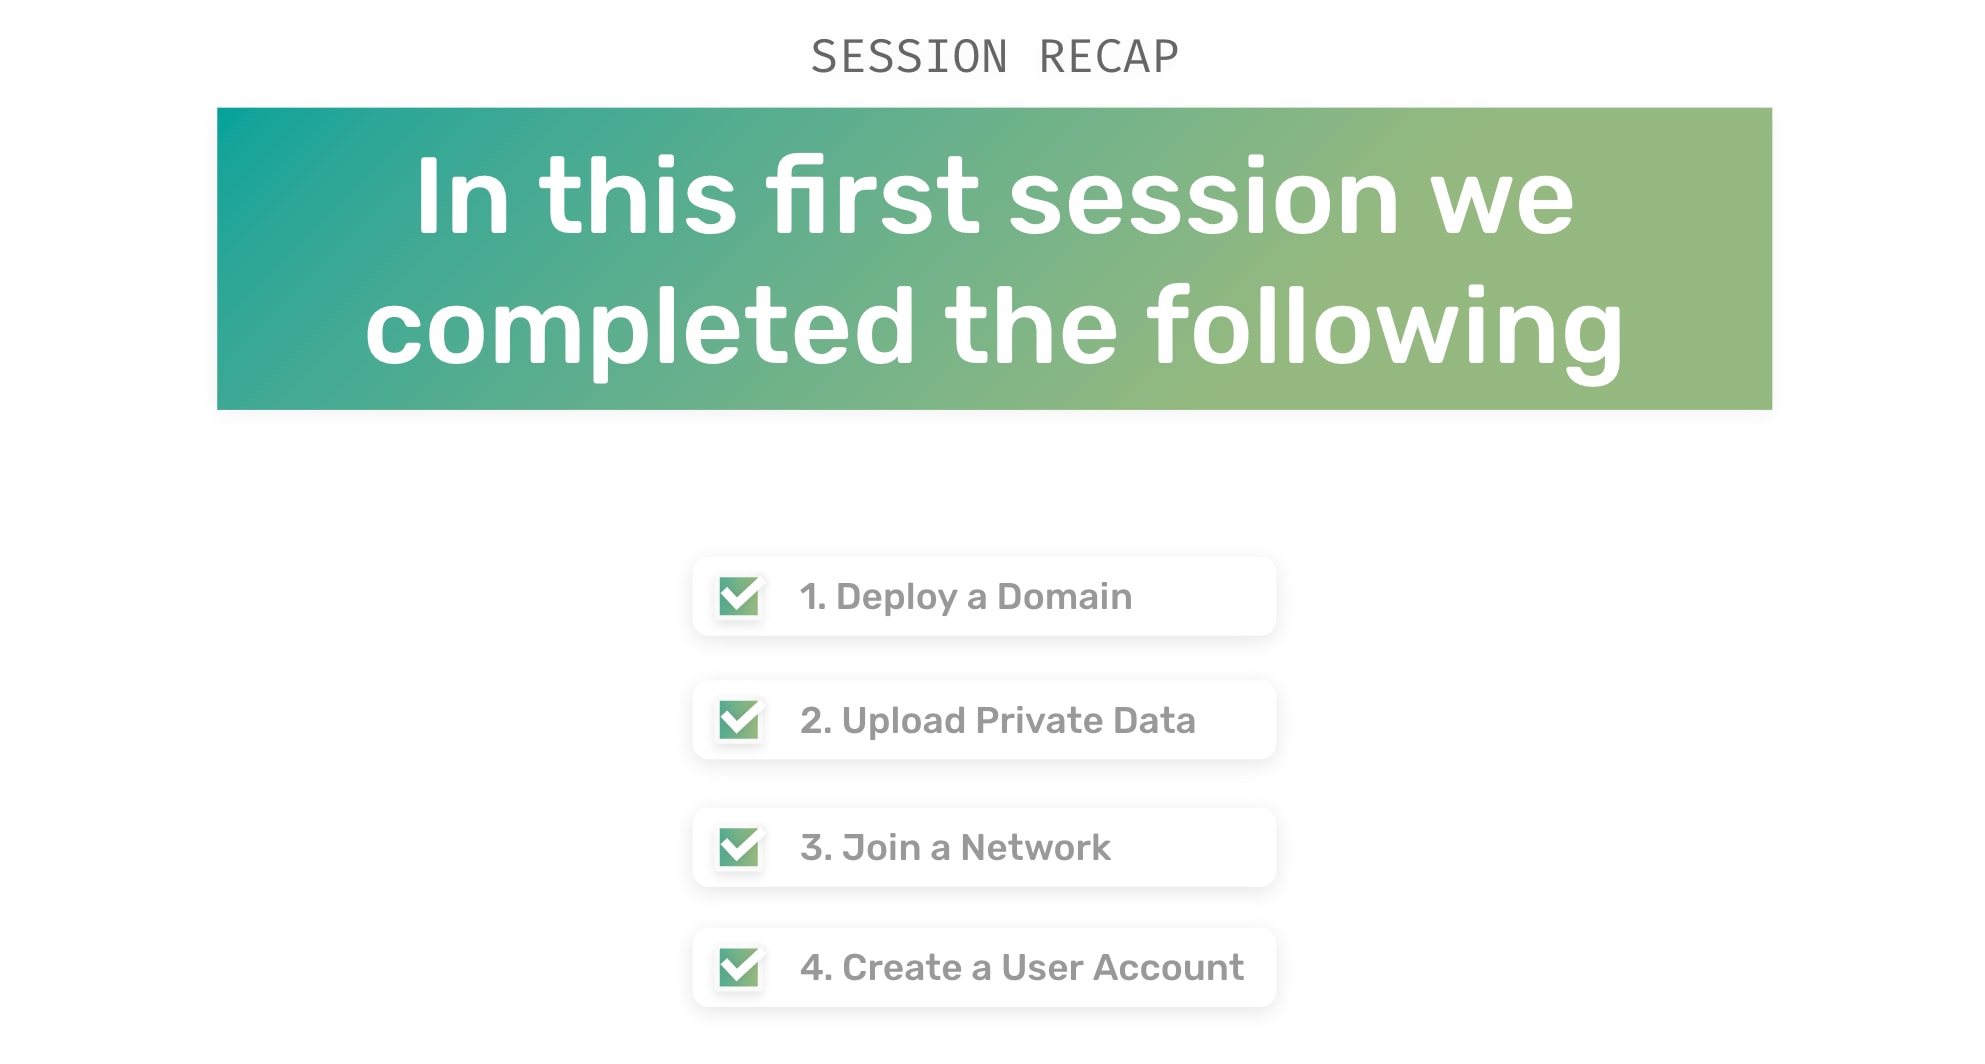 SESSION RECAP
In this first session we
completed the following
1. Deploy a Domain
2. Upload Private Data
3. Join a Network
4. Create a User Account